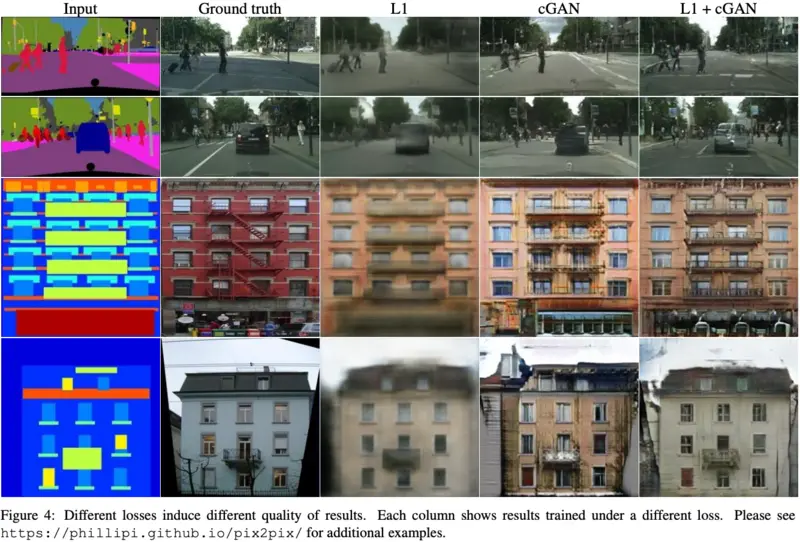 Input Ground truth L1 cGAN L1 + cGAN
Figure 4: Different losses induce different quality of results. Each column shows results trained under a different loss. Please see
https://phillipi.github.io/pix2pix/ for additional examples.